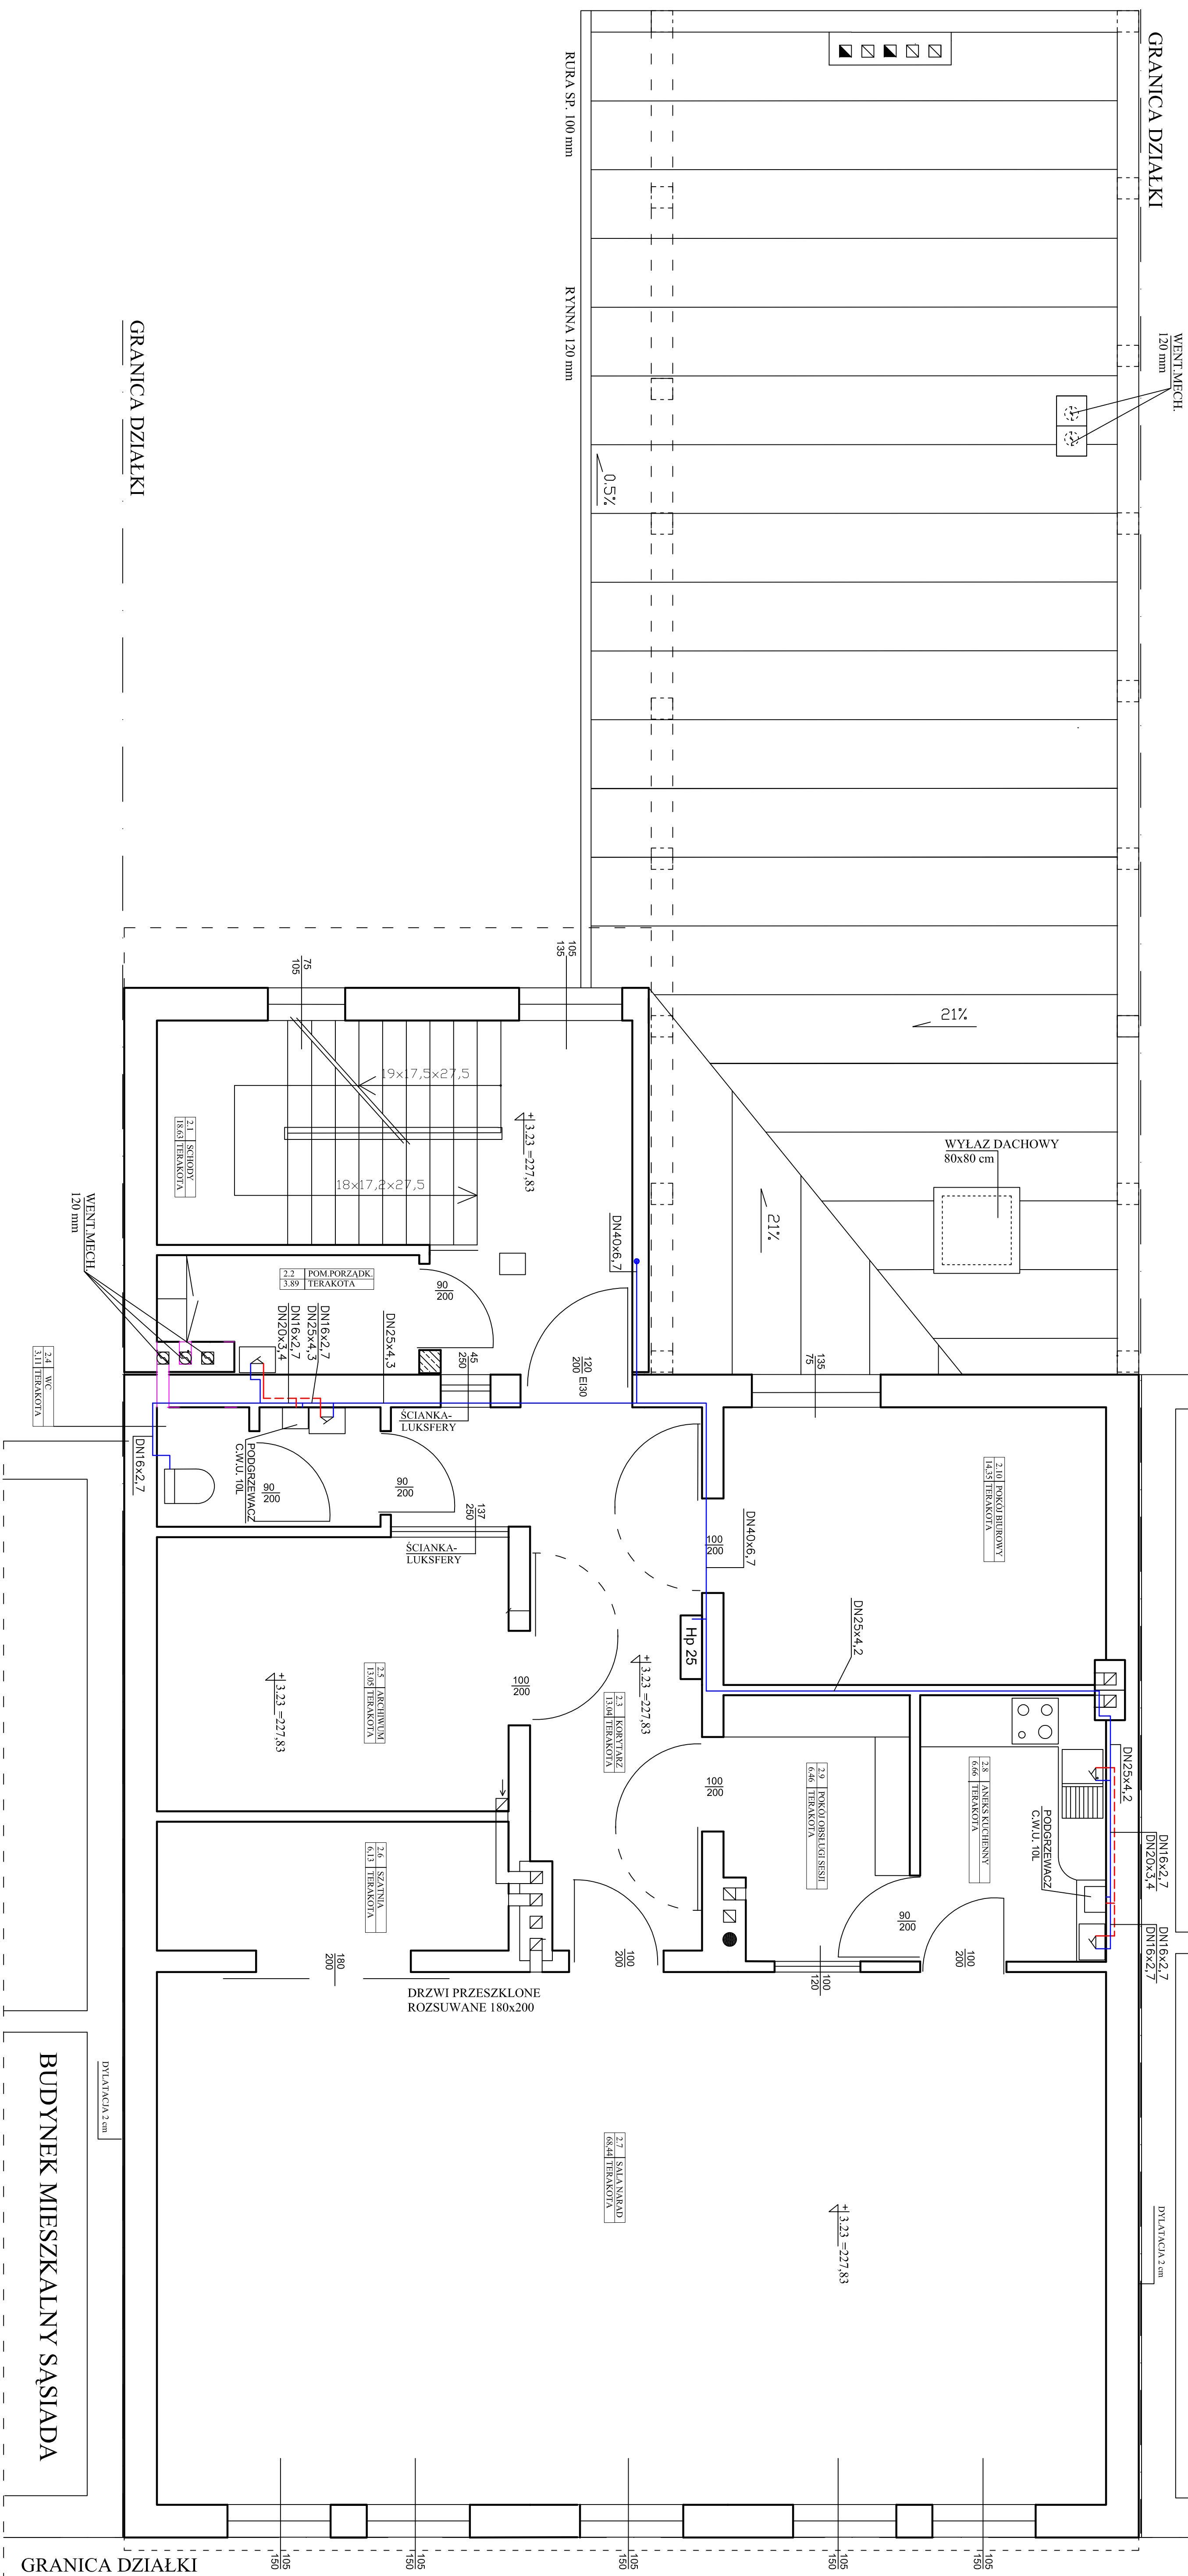 GRANICA DZIAŁKI
RURA SP. 100 mm
RYNNA 120 mm
WENT.MECH.
120 mm
GRANICA DZIAŁKI
0.5%
105
135
75
105
21%
21%
WYŁAZ DACHOWY
80x80 cm
19x17,5x27,5
18x17,2x27,5
+
3.23 =227,83
2.1 SCHODY
18.63 TERAKOTA
DN40x6,7
WENT.MECH.
120 mm
2.2 POM.PORZĄDK.
3.89 TERAKOTA
90
200
DN16x2,7
DN20x3,4
DN16x2,7
DN25x4,3
DN25x4,3
45
250
120
200 EI30
135
75
2.4 WC
3.11 TERAKOTA
DN16x2,7
ŚCIANKA-
LUKSFERY
PODGRZEWACZ
C.W.U. 10L
90
200
90
200
137
250
ŚCIANKA-
LUKSFERY
2.10 POKÓJ BIUROWY
14.35 TERAKOTA
DN40x6,7
100
200
DN25x4,2
Hp 25
2.5 ARCHIWUM
13.05 TERAKOTA
+
3.23 =227,83
100
200
+
3.23 =227,83
2.3 KORYTARZ
13.04 TERAKOTA
100
200
2.9 POKÓJ OBSŁUGI SESJI
6.46 TERAKOTA
2.8 ANEKS KUCHENNY
6.66 TERAKOTA
DN25x4,2
DN16x2,7
DN20x3,4
PODGRZEWACZ
C.W.U. 10L
DN16x2,7
DN16x2,7
2.6 SZATNIA
6,13 TERAKOTA
90
200
100
200
180
200
100
200
100
120
DRZWI PRZESZKLONE
ROZSUWANE 180x200
DYLATACJA 2 cm
BUDYNEK MIESZKALNY SĄSIADA
2.7 SALA NARAD
68,44 TERAKOTA
+
3.23 =227,83
DYLATACJA 2 cm
105
150
105
150
105
150
105
150
105
150
GRANICA DZIAŁKI